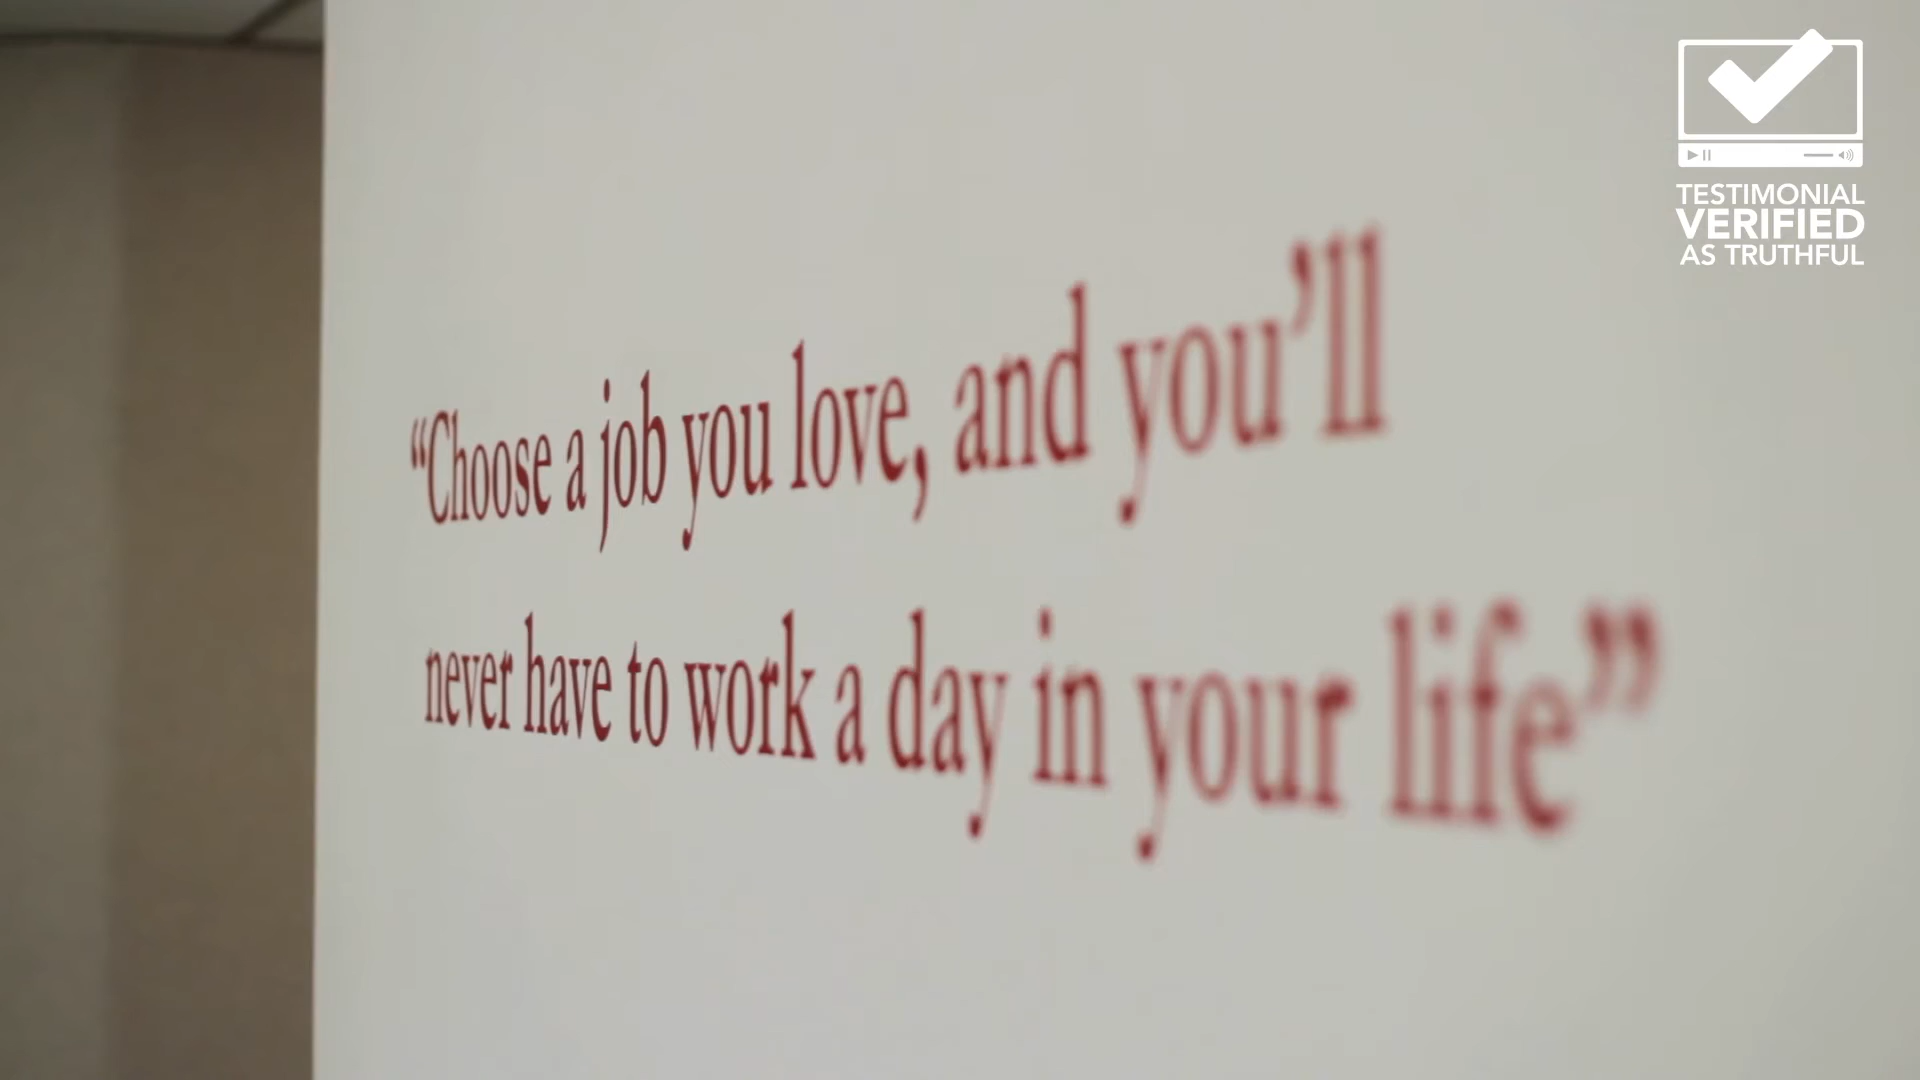 TESTIMONIAL
VERIFIED
AS TRUTHFUL
“Choose a job you love, and you’ll
never have to work a day in your life”